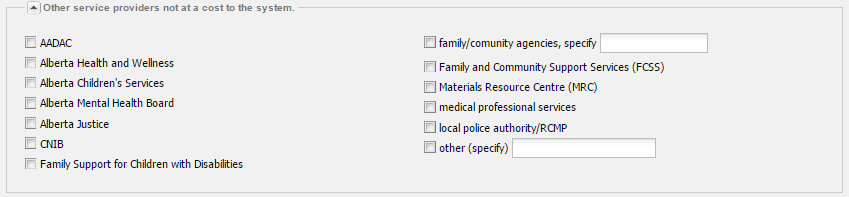 Other service providers not at a cost to the system.
AADAC
Alberta Health and Wellness
Alberta Children's Services
Alberta Mental Health Board
Alberta Justice
CNIB
Family Support for Children with Disabilities
family/comunity agencies, specify
Family and Community Support Services (FCSS)
Materials Resource Centre (MRC)
medical professional services
local police authority/RCMP
other (specify)